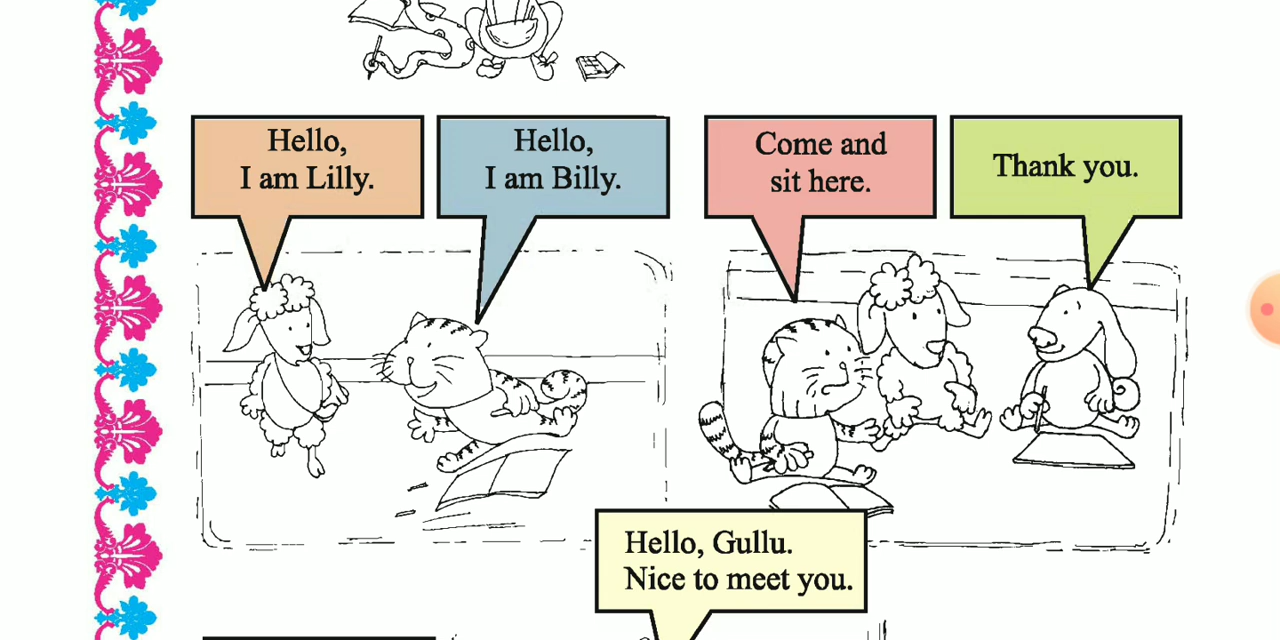 Hello,
I am Lilly.
Hello,
I am Billy.
Come and
sit here.
Thank you.
Hello, Gullu.
Nice to meet you.